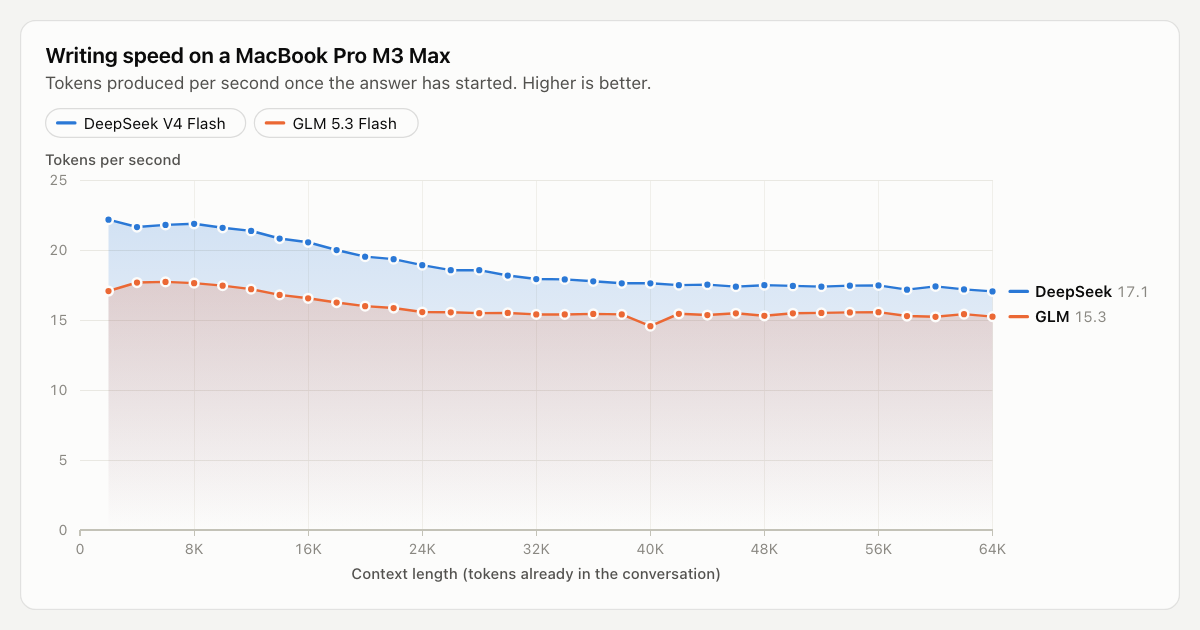 Writing speed on a MacBook Pro M3 Max
Tokens produced per second once the answer has started. Higher is better.
DeepSeek V4 Flash
GLM 5.3 Flash
Tokens per second
25
20
15
10
5
0
DeepSeek 17.1
GLM 15.3
0 8K 16K 24K 32K 40K 48K 56K 64K
Context length (tokens already in the conversation)